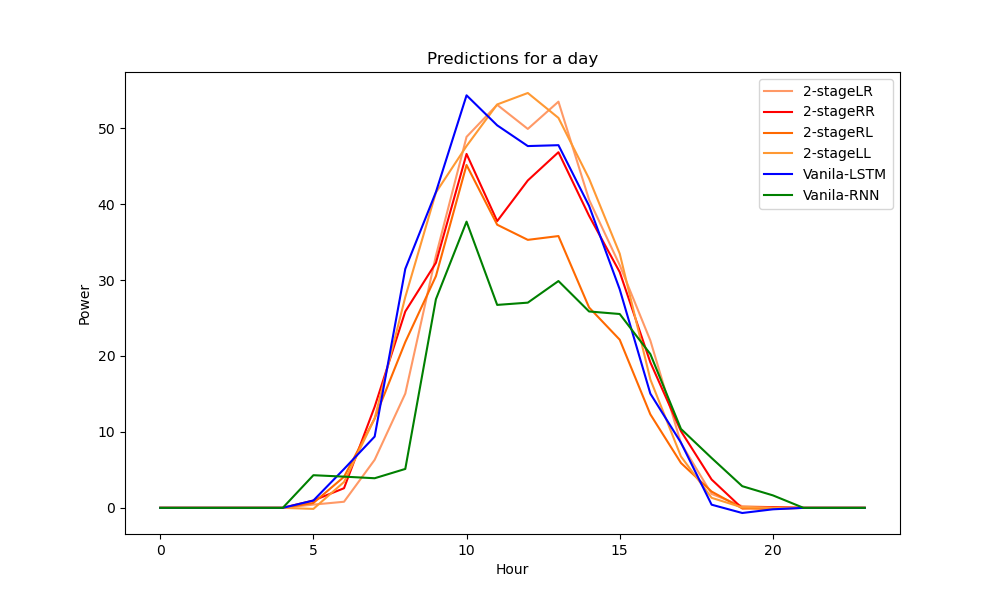 Predictions for a day
2-stageLR
2-stageRR
2-stageRL
2-stageLL
Vanila-LSTM
Vanila-RNN
Power
50
40
30
20
10
0
0 5 10 15 20
Hour